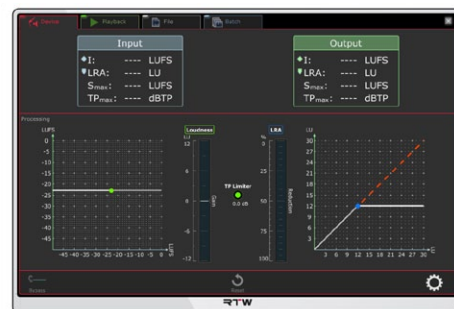 Device Playback File Batch
Input
I: ---- LUFS
LRA: ---- LU
Smax: ---- LUFS
TPmax: ---- dBTP
Output
I: ---- LUFS
LRA: ---- LU
Smax: ---- LUFS
TPmax: ---- dBTP
Processing
LUFS
0
-5
-10
-15
-20
-25
-30
-35
-40
-45
-45 -40 -35 -30 -25 -20 -15 -10 -5 0
LUFS
Loudness
LU
12
6
0
-6
-12
Gain
TP Limiter
0.0 dB
LRA
%
0
25
50
75
100
Reduction
LU
30
27
24
21
18
15
12
9
6
3
3 6 9 12 15 18 21 24 27 30
LU
Bypass
Reset
RTW